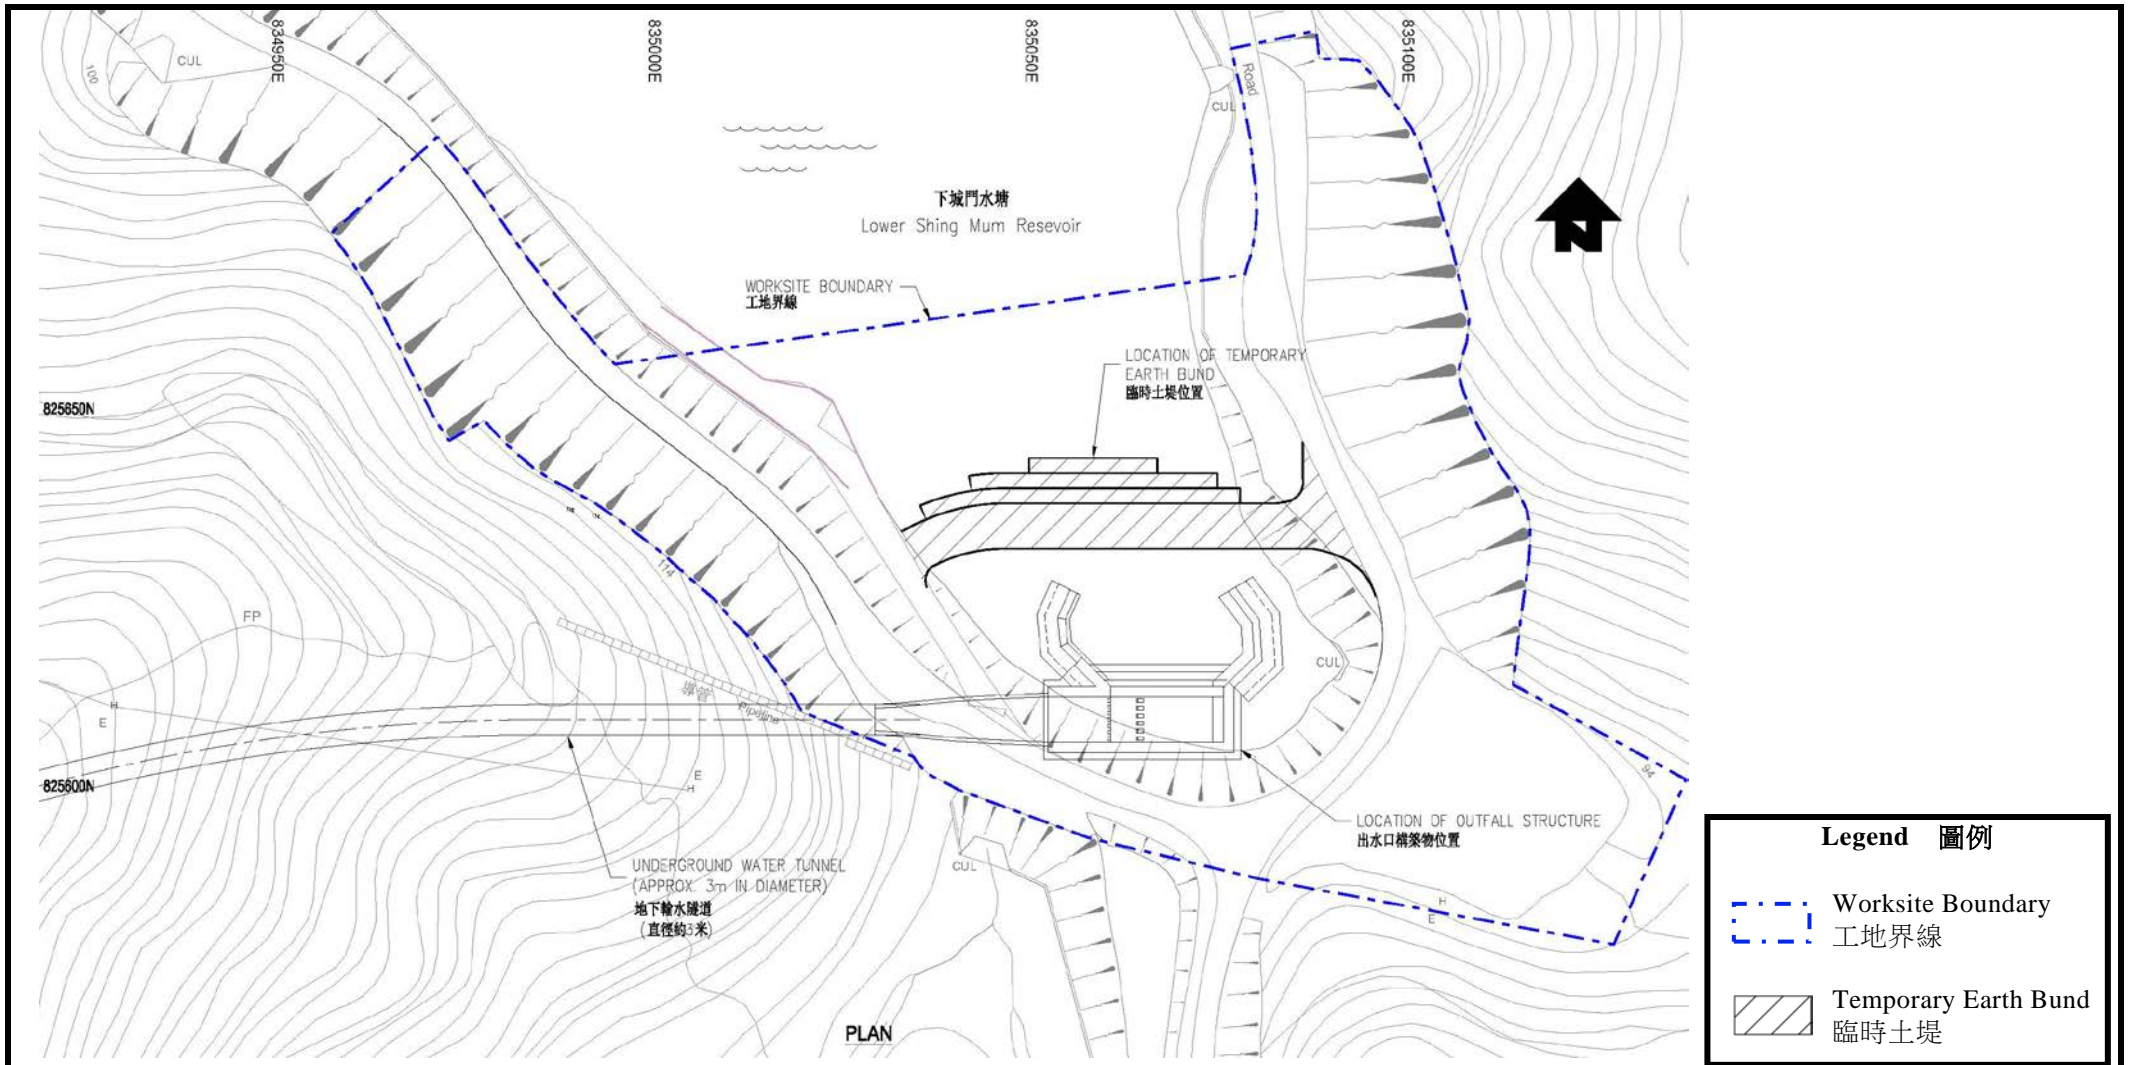 834950E
835000E
835050E
835100E
CUL
100
Road
CUL
下城門水塘
Lower Shing Mum Resevoir
WORKSITE BOUNDARY
工地界線
N
LOCATION OF TEMPORARY
EARTH BUND
臨時土堤位置
825650N
114
FP
CUL
導管
Pipeline
H
E
E
H
825600N
94
LOCATION OF OUTFALL STRUCTURE
出水口構築物位置
UNDERGROUND WATER TUNNEL
(APPROX. 3m IN DIAMETER)
地下輸水隧道
(直徑約3米)
CUL
H
E
PLAN
Legend 圖例
Worksite Boundary
工地界線
Temporary Earth Bund
臨時土堤